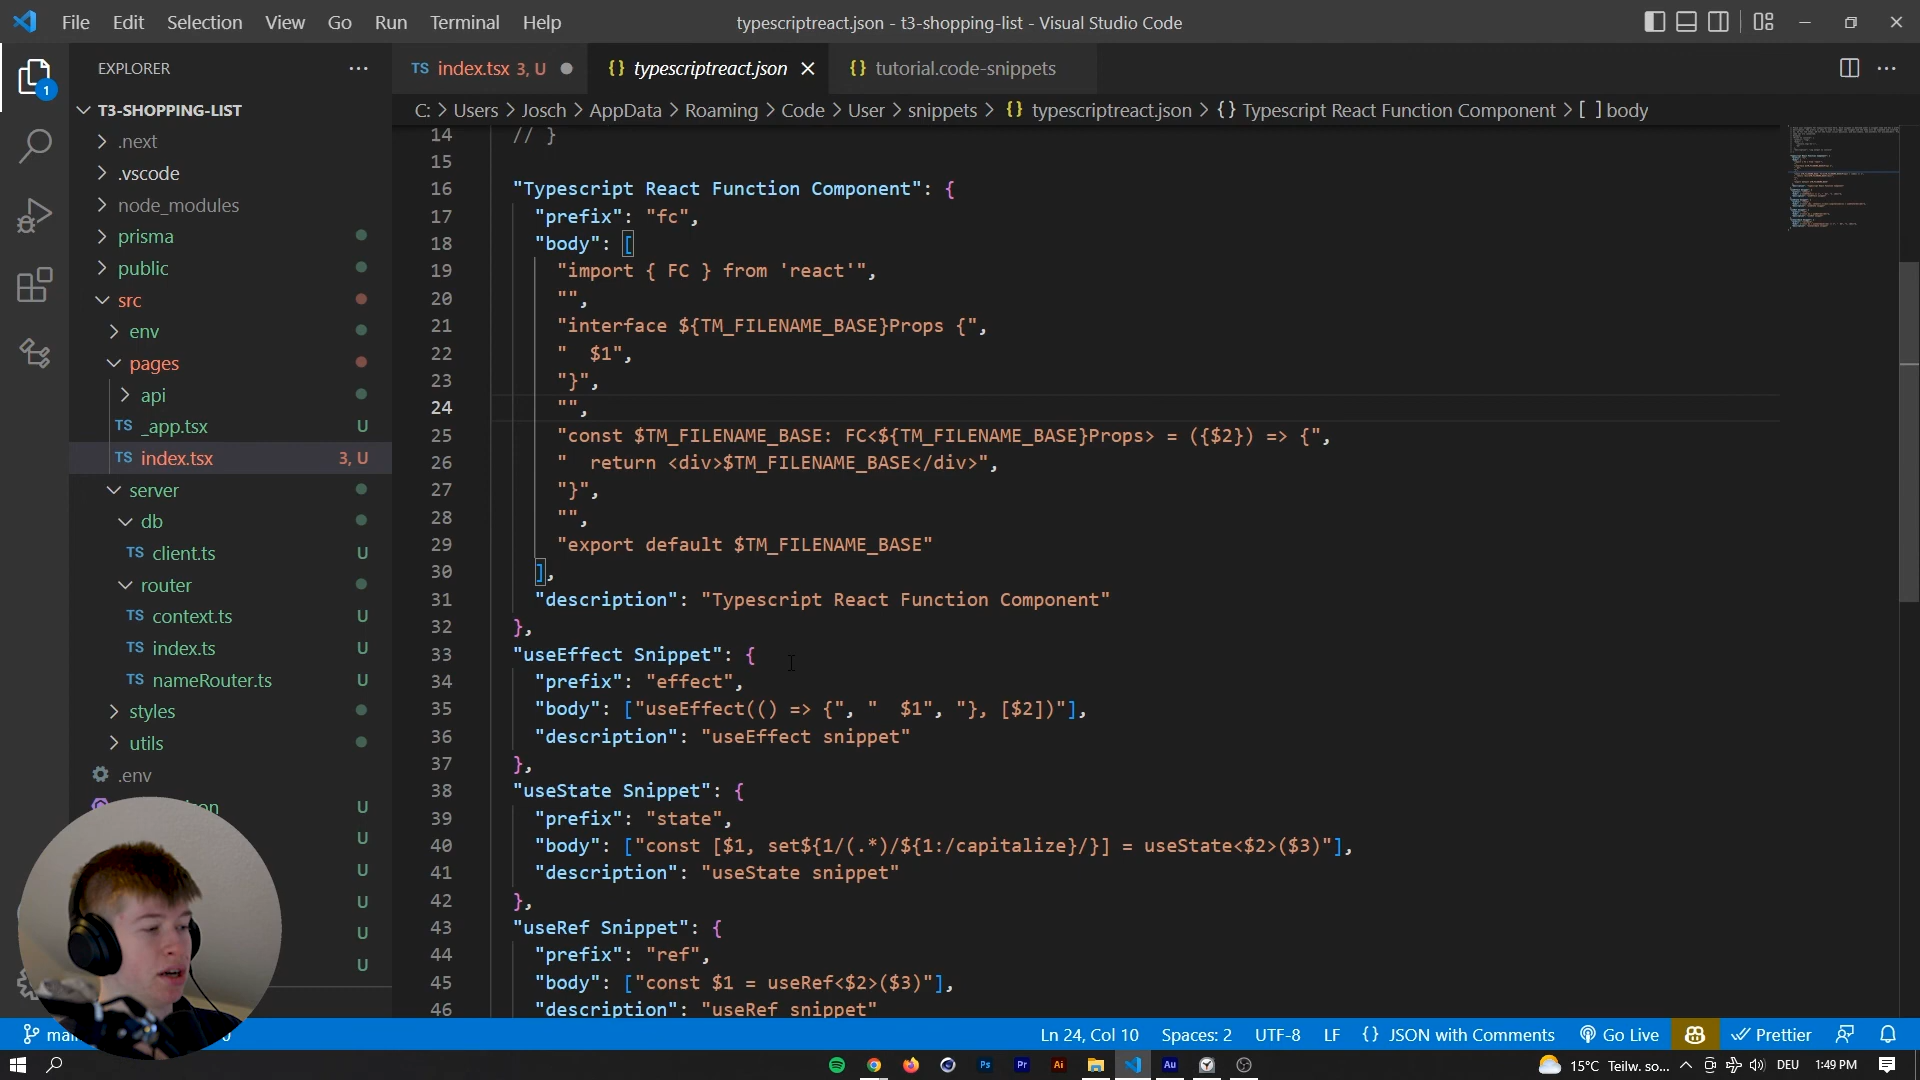 File Edit Selection View Go Run Terminal Help
typescriptreact.json - t3-shopping-list - Visual Studio Code
EXPLORER
TS index.tsx 3, U
{} typescriptreact.json
{} tutorial.code-snippets
C: > Users > Josch > AppData > Roaming > Code > User > snippets > {} typescriptreact.json > {} Typescript React Function Component > [ ] body
1
T3-SHOPPING-LIST
.next
.vscode
node_modules
prisma
public
src
env
pages
api
TS _app.tsx U
TS index.tsx 3, U
server
db
TS client.ts U
router
TS context.ts U
TS index.ts U
TS nameRouter.ts U
styles
utils
.env
U
U
U
U
U
U
14 // }
15
16 "Typescript React Function Component": {
17 "prefix": "fc",
18 "body": [
19 "import { FC } from 'react'",
20 "",
21 "interface ${TM_FILENAME_BASE}Props {",
22 "  $1",
23 "}",
24 "",
25 "const $TM_FILENAME_BASE: FC<${TM_FILENAME_BASE}Props> = ({$2}) => {",
26 "  return <div>$TM_FILENAME_BASE</div>",
27 "}",
28 "",
29 "export default $TM_FILENAME_BASE"
30 ],
31 "description": "Typescript React Function Component"
32 },
33 "useEffect Snippet": {
34 "prefix": "effect",
35 "body": ["useEffect(() => {", "  $1", "}, [$2])"],
36 "description": "useEffect snippet"
37 },
38 "useState Snippet": {
39 "prefix": "state",
40 "body": ["const [$1, set${1/(.*)/${1:/capitalize}/}] = useState<$2>($3)"],
41 "description": "useState snippet"
42 },
43 "useRef Snippet": {
44 "prefix": "ref",
45 "body": ["const $1 = useRef<$2>($3)"],
46 "description": "useRef snippet"
Ln 24, Col 10 Spaces: 2 UTF-8 LF {} JSON with Comments Go Live Prettier
Ps Pr Ai Au 15°C Teilw. so... DEU 1:49 PM